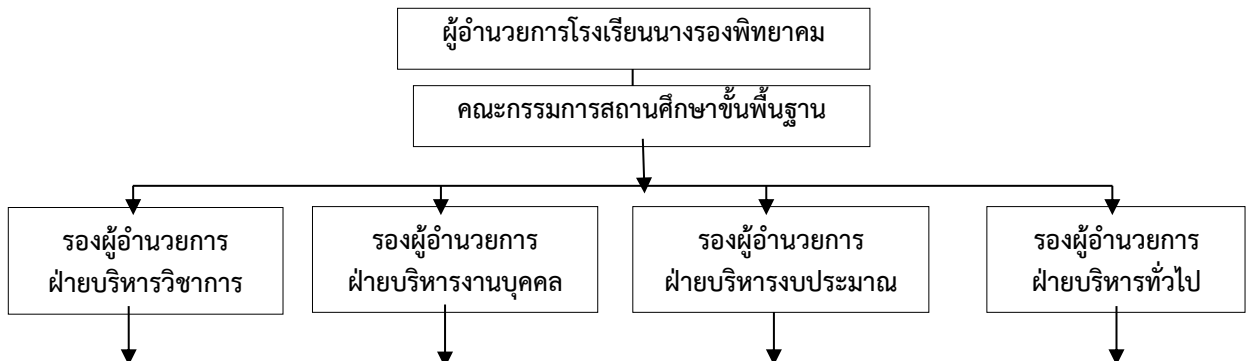 ผู้อำนวยการโรงเรียนนางรองพิทยาคม
คณะกรรมการสถานศึกษาขั้นพื้นฐาน
รองผู้อำนวยการ
ฝ่ายบริหารวิชาการ
รองผู้อำนวยการ
ฝ่ายบริหารงานบุคคล
รองผู้อำนวยการ
ฝ่ายบริหารงบประมาณ
รองผู้อำนวยการ
ฝ่ายบริหารทั่วไป